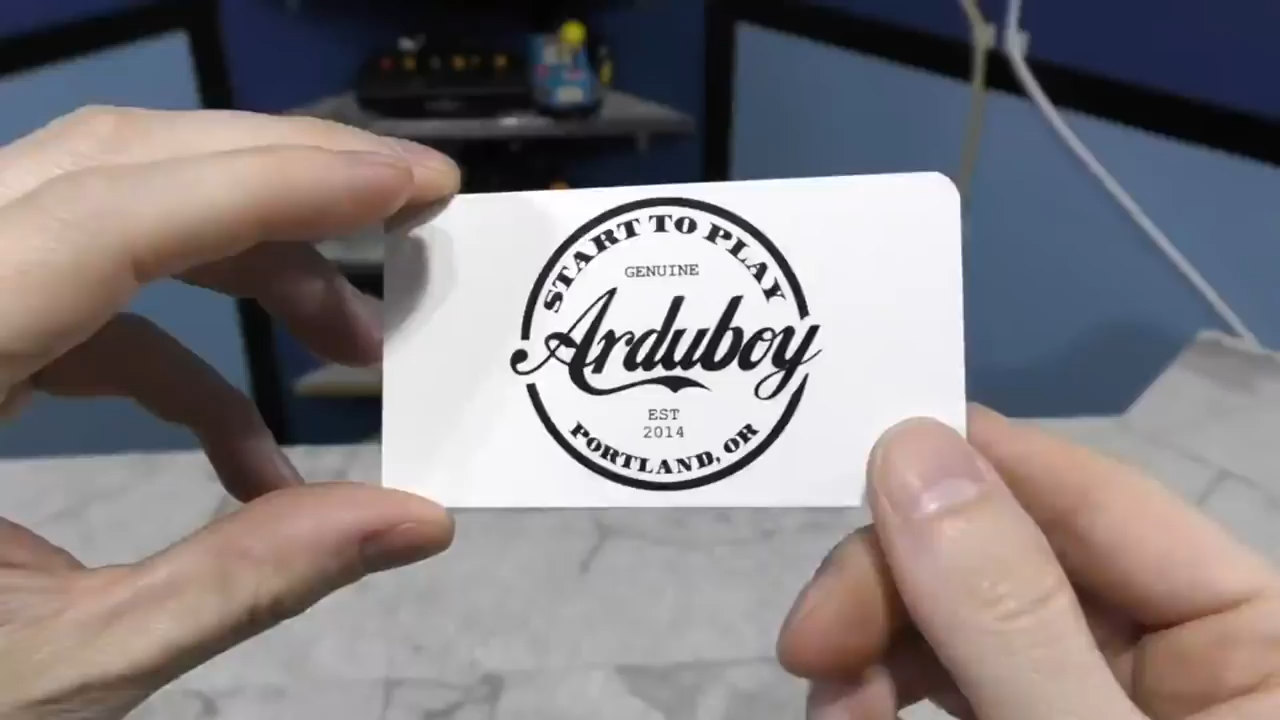 START TO PLAY
GENUINE
Arduboy
EST
2014
PORTLAND, OR